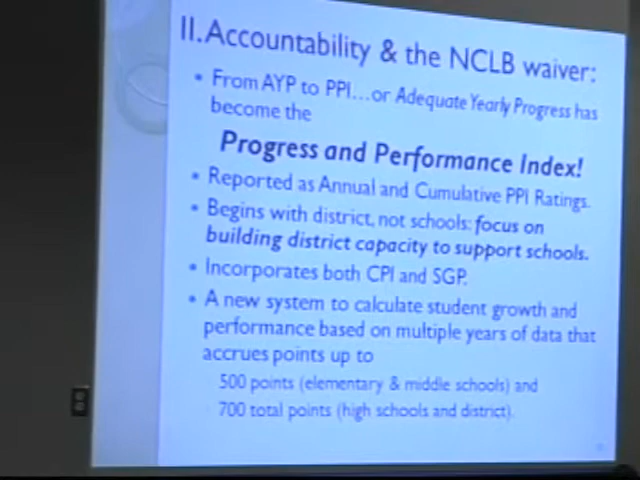 II. Accountability & the NCLB waiver:
• From AYP to PPI...or Adequate Yearly Progress has
become the
Progress and Performance Index!
• Reported as Annual and Cumulative PPI Ratings.
• Begins with district, not schools: focus on
building district capacity to support schools.
• Incorporates both CPI and SGP.
• A new system to calculate student growth and
performance based on multiple years of data that
accrues points up to
500 points (elementary & middle schools) and
700 total points (high schools and district).